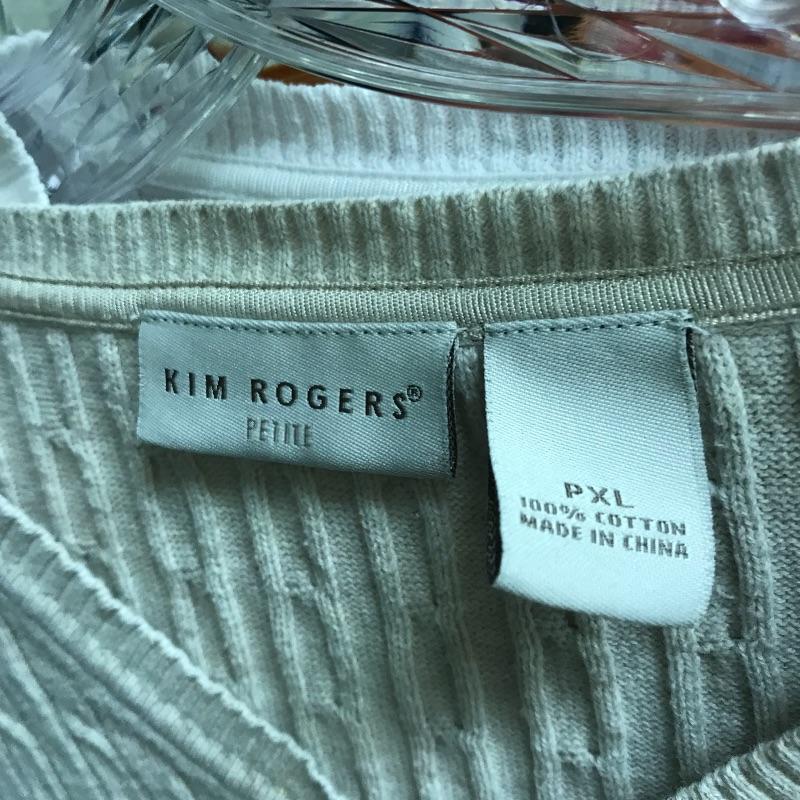 KIM ROGERS®
PETITE
PXL
100% COTTON
MADE IN CHINA